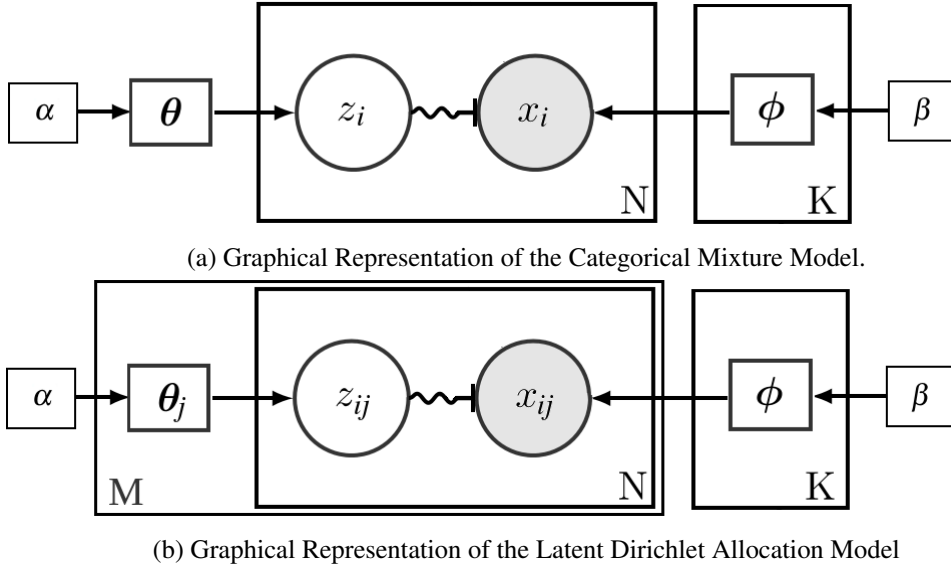 α θ z_i x_i ϕ β
N K
(a) Graphical Representation of the Categorical Mixture Model.
α θ_j z_ij x_ij ϕ β
M N K
(b) Graphical Representation of the Latent Dirichlet Allocation Model